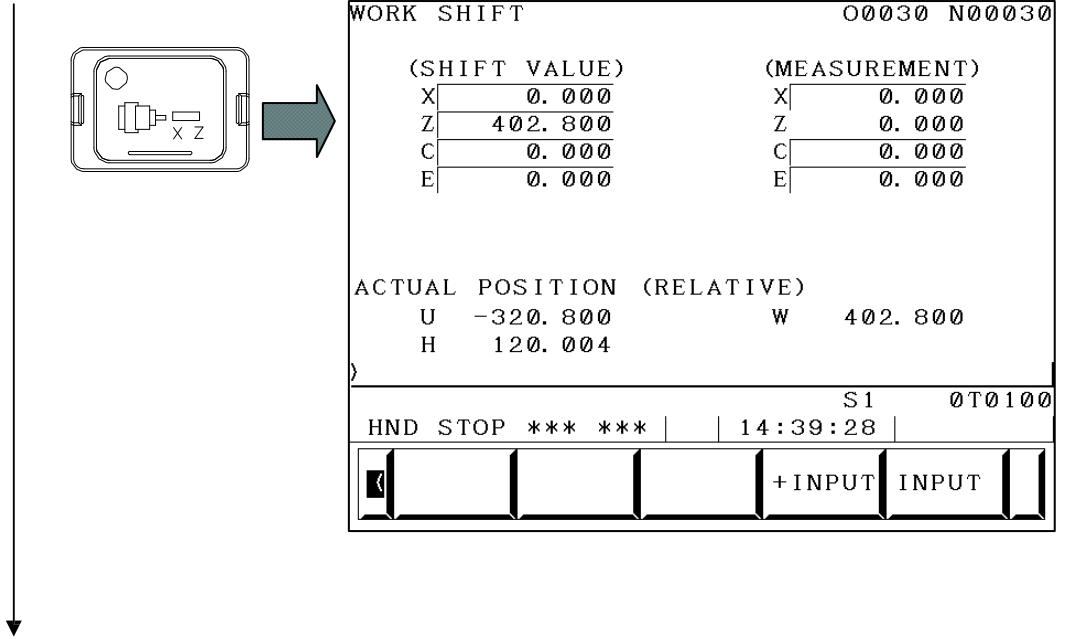 WORK SHIFT O0030 N00030
(SHIFT VALUE) (MEASUREMENT)
X 0.000 X 0.000
Z 402.800 Z 0.000
C 0.000 C 0.000
E 0.000 E 0.000
X Z
ACTUAL POSITION (RELATIVE)
U -320.800 W 402.800
H 120.004
>
S1 0T0100
HND STOP *** *** 14:39:28
< +INPUT INPUT